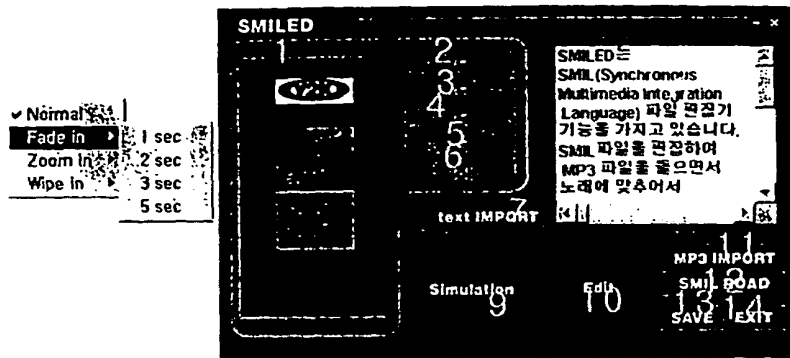 SMILED
1
2
3
4
5
6
SMILED는
SMIL(Synchronous
Multimedia Integration
Language) 파일 편집기
기능을 가지고 있습니다.
SMIL파일을 편집하여
MP3 파일을 들으면서
노래에 맞추어서
✓ Normal
Fade in
Zoom In
Wipe In
1 sec
2 sec
3 sec
5 sec
7
text IMPORT
11
MP3 IMPORT
12
SMIL ROAD
Simulation
9
Edit
10
13 14
SAVE EXIT